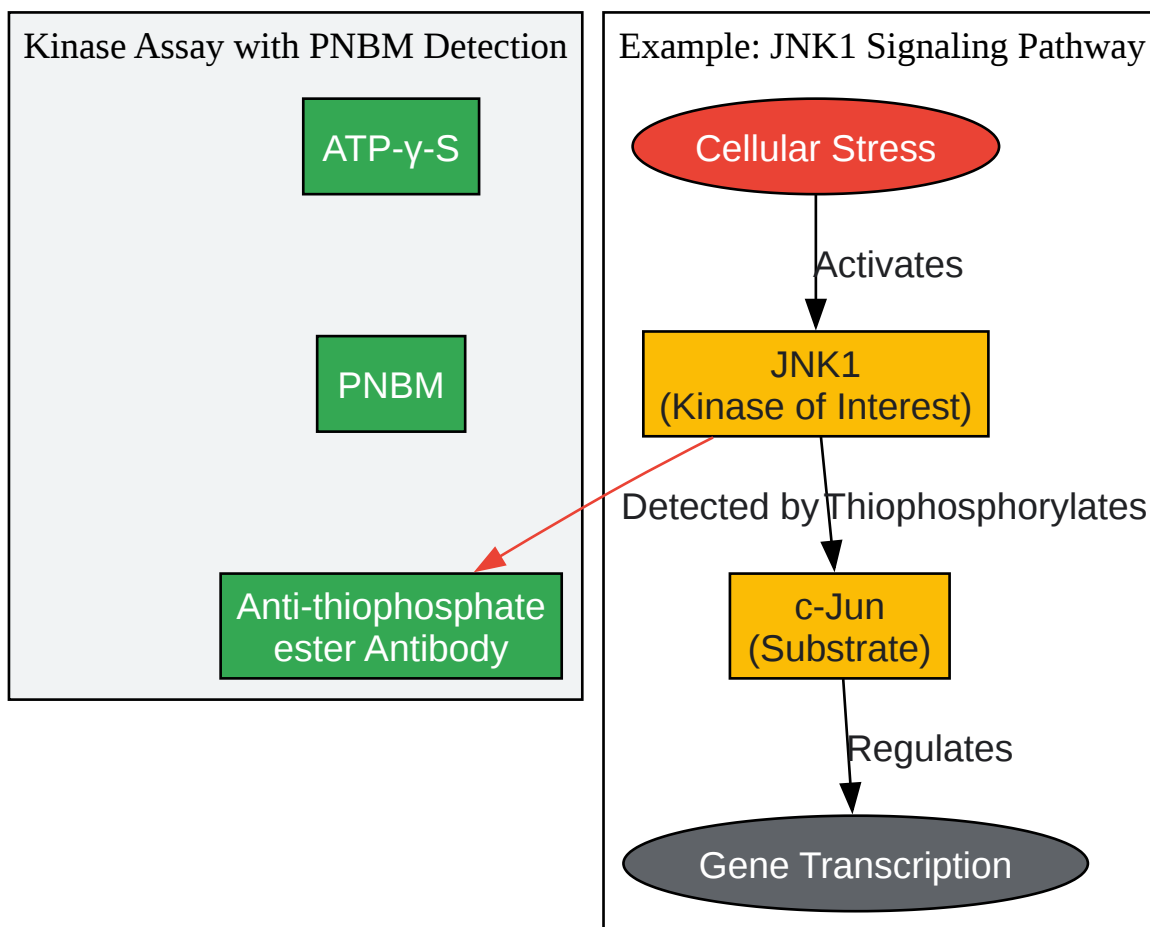 Kinase Assay with PNBM Detection
ATP-γ-S
PNBM
Anti-thiophosphate
ester Antibody
Example: JNK1 Signaling Pathway
Cellular Stress
Activates
JNK1
(Kinase of Interest)
Detected by
Thiophosphorylates
c-Jun
(Substrate)
Regulates
Gene Transcription